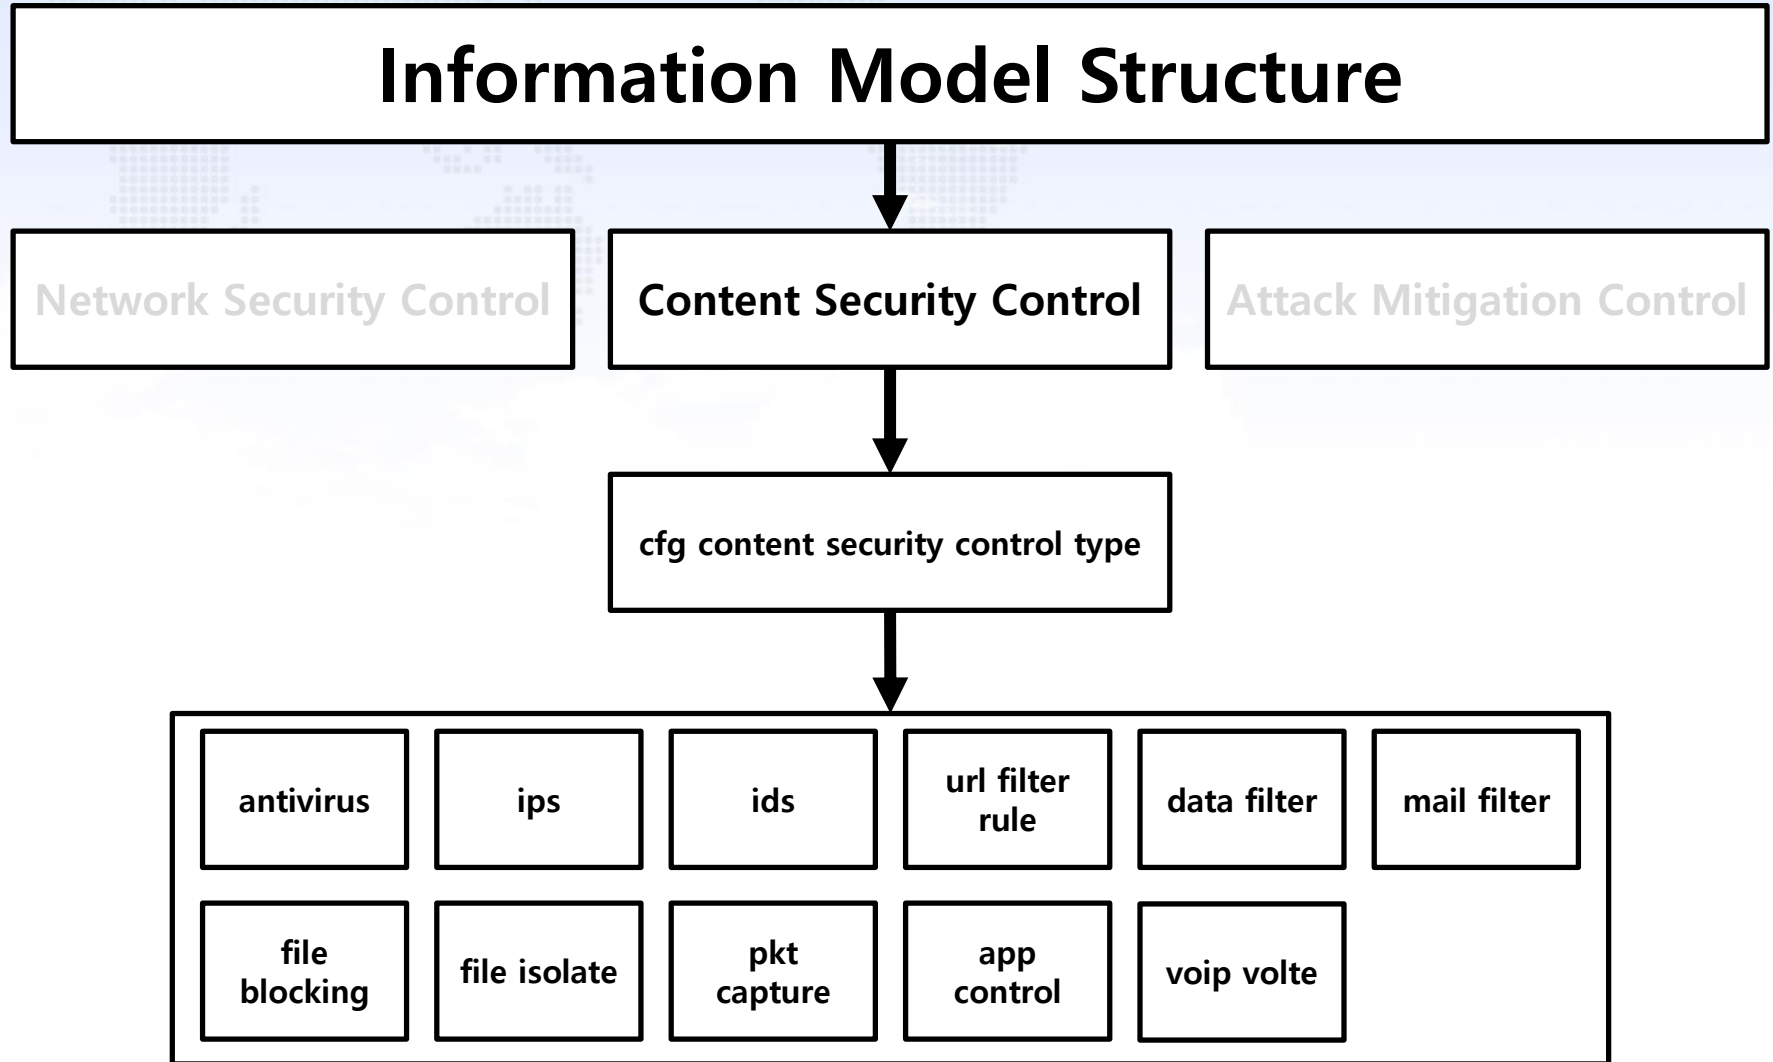 Information Model Structure
Network Security Control
Content Security Control
Attack Mitigation Control
cfg content security control type
antivirus
ips
ids
url filter
rule
data filter
mail filter
file
blocking
file isolate
pkt
capture
app
control
voip volte